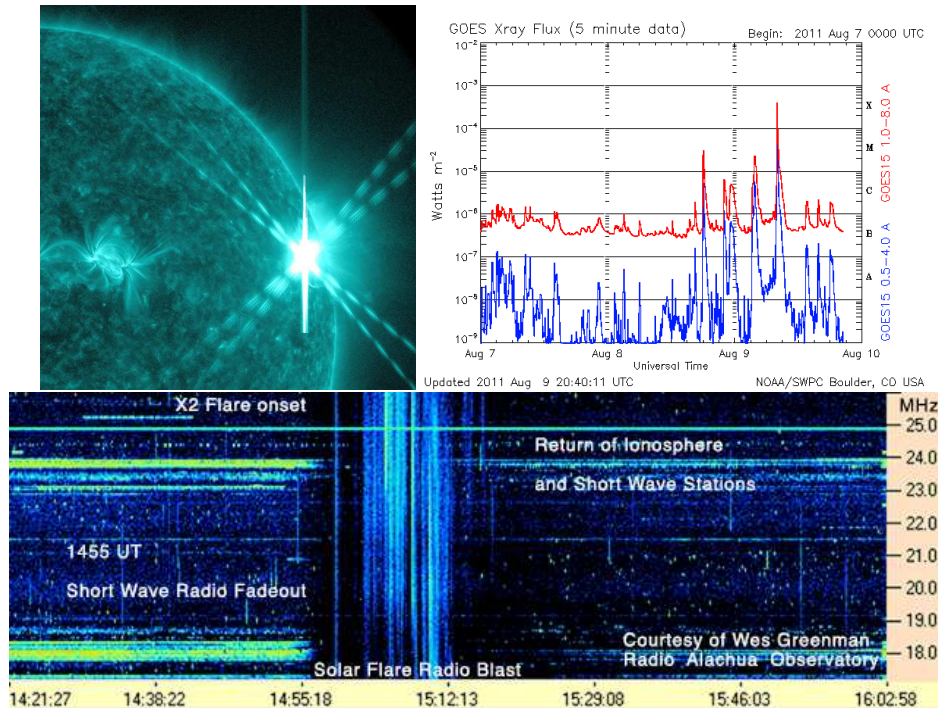 GOES Xray Flux (5 minute data)
Begin: 2011 Aug 7 0000 UTC
10⁻²
10⁻³
10⁻⁴
10⁻⁵
10⁻⁶
10⁻⁷
10⁻⁸
10⁻⁹
Watts m⁻²
X
M
C
B
A
GOES15 1.0-8.0 A
GOES15 0.5-4.0 A
Aug 7
Aug 8
Aug 9
Aug 10
Universal Time
Updated 2011 Aug 9 20:40:11 UTC
NOAA/SWPC Boulder, CO USA
X2 Flare onset
MHz
25.0
24.0
23.0
22.0
21.0
20.0
19.0
18.0
Return of Ionosphere
and Short Wave Stations
1455 UT
Short Wave Radio Fadeout
Solar Flare Radio Blast
Courtesy of Wes Greenman
Radio Alachua Observatory
14:21:27
14:38:22
14:55:18
15:12:13
15:29:08
15:46:03
16:02:58